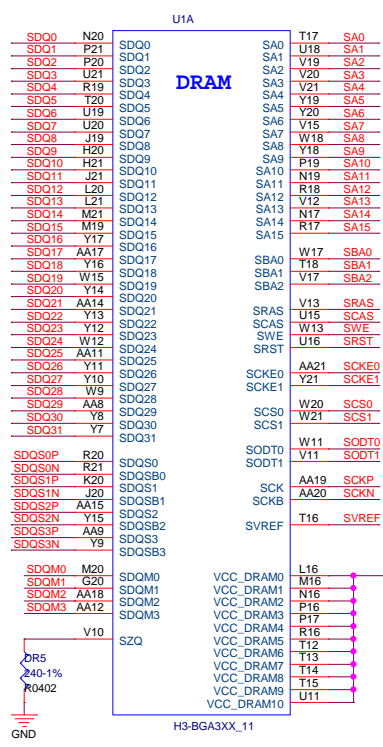 U1A
DRAM
SDQ0 N20 SDQ0 SA0 T17 SA0
SDQ1 P21 SDQ1 SA1 U18 SA1
SDQ2 P20 SDQ2 SA2 V19 SA2
SDQ3 U21 SDQ3 SA3 V20 SA3
SDQ4 R19 SDQ4 SA4 V21 SA4
SDQ5 T20 SDQ5 SA5 Y19 SA5
SDQ6 U19 SDQ6 SA6 Y20 SA6
SDQ7 U20 SDQ7 SA7 V15 SA7
SDQ8 J19 SDQ8 SA8 W18 SA8
SDQ9 H20 SDQ9 SA9 Y18 SA9
SDQ10 H21 SDQ10 SA10 P19 SA10
SDQ11 J21 SDQ11 SA11 N19 SA11
SDQ12 L20 SDQ12 SA12 R18 SA12
SDQ13 L21 SDQ13 SA13 V12 SA13
SDQ14 M21 SDQ14 SA14 N17 SA14
SDQ15 M19 SDQ15 SA15 R17 SA15
SDQ16 Y17 SDQ16
SDQ17 AA17 SDQ17 SBA0 W17 SBA0
SDQ18 Y16 SDQ18 SBA1 T18 SBA1
SDQ19 W15 SDQ19 SBA2 V17 SBA2
SDQ20 Y14 SDQ20
SDQ21 AA14 SDQ21 SRAS V13 SRAS
SDQ22 Y13 SDQ22 SCAS U15 SCAS
SDQ23 Y12 SDQ23 SWE W13 SWE
SDQ24 W12 SDQ24 SRST U16 SRST
SDQ25 AA11 SDQ25
SDQ26 Y11 SDQ26 SCKE0 AA21 SCKE0
SDQ27 Y10 SDQ27 SCKE1 Y21 SCKE1
SDQ28 W9 SDQ28
SDQ29 AA8 SDQ29 SCS0 W20 SCS0
SDQ30 Y8 SDQ30 SCS1 W21 SCS1
SDQ31 Y7 SDQ31
SODT0 W11 SODT0
SDQS0P R20 SDQS0 SODT1 V11 SODT1
SDQS0N R21 SDQSB0
SDQS1P K20 SDQS1 SCK AA19 SCKP
SDQS1N J20 SDQSB1 SCKB AA20 SCKN
SDQS2P AA15 SDQS2
SDQS2N Y15 SDQSB2 SVREF T16 SVREF
SDQS3P AA9 SDQS3
SDQS3N Y9 SDQSB3
SDQM0 M20 SDQM0 VCC_DRAM0 L16
SDQM1 G20 SDQM1 VCC_DRAM1 M16
SDQM2 AA18 SDQM2 VCC_DRAM2 N16
SDQM3 AA12 SDQM3 VCC_DRAM3 P16
VCC_DRAM4 P17
V10 SZQ VCC_DRAM5 R16
VCC_DRAM6 T12
DR5 VCC_DRAM7 T13
240-1% VCC_DRAM8 T14
R0402 VCC_DRAM9 T15
VCC_DRAM10 U11
GND
H3-BGA3XX_11